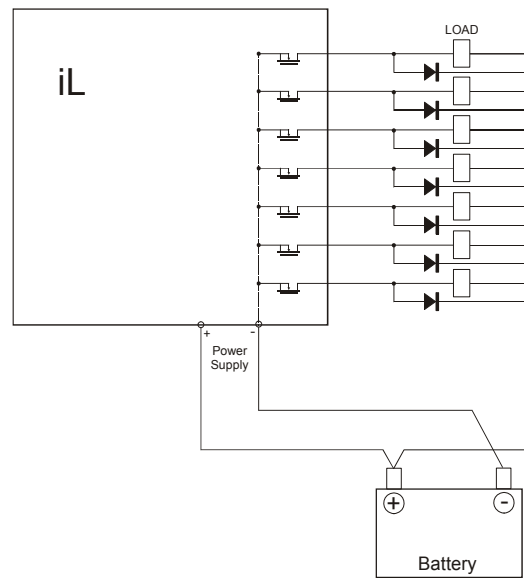 LOAD
iL
+ -
Power
Supply
+ -
Battery